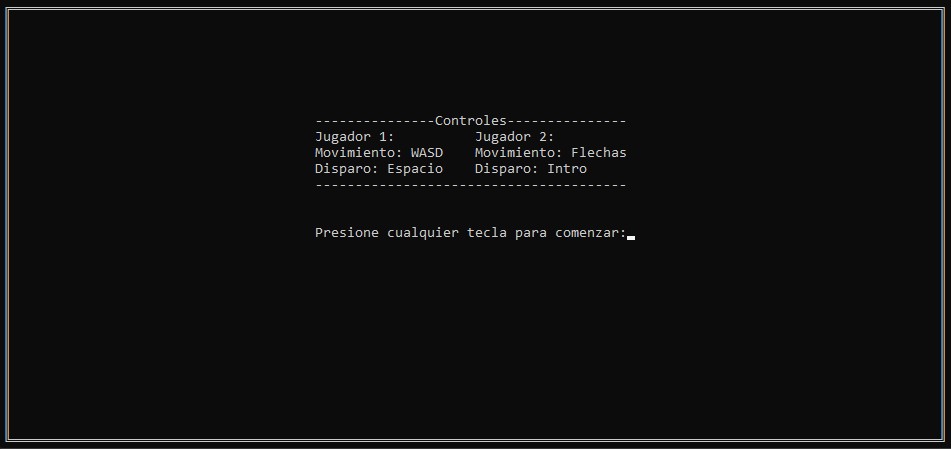 ---------------Controles---------------
Jugador 1:          Jugador 2:
Movimiento: WASD    Movimiento: Flechas
Disparo: Espacio    Disparo: Intro
---------------------------------------
Presione cualquier tecla para comenzar: